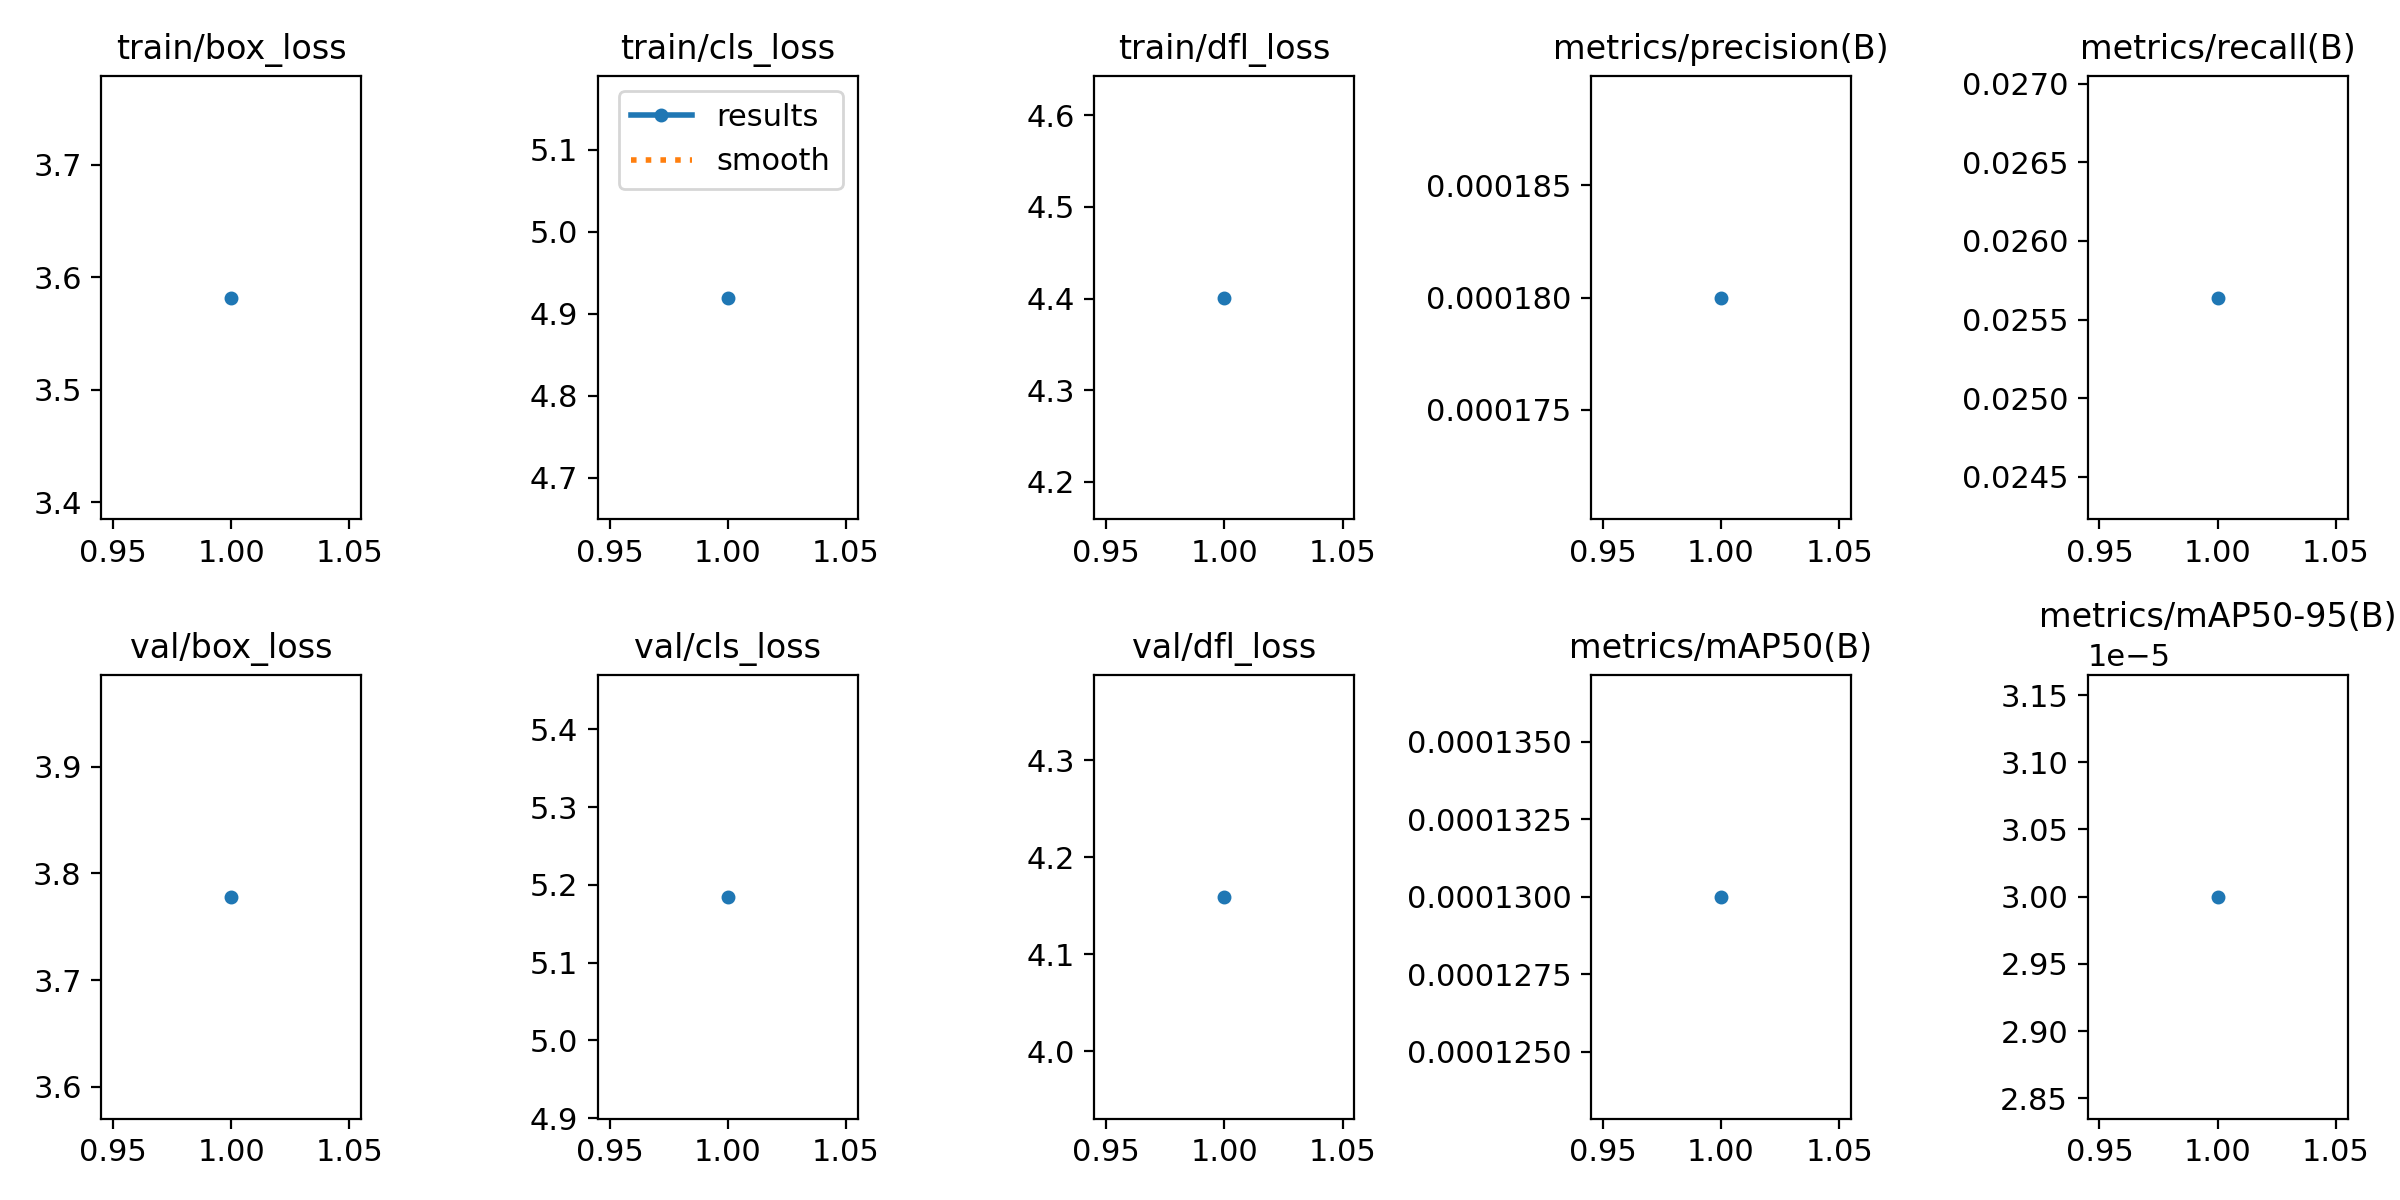 train/box_loss
3.7
3.6
3.5
3.4
0.95 1.00 1.05
train/cls_loss
results
smooth
5.1
5.0
4.9
4.8
4.7
0.95 1.00 1.05
train/dfl_loss
4.6
4.5
4.4
4.3
4.2
0.95 1.00 1.05
metrics/precision(B)
0.000185
0.000180
0.000175
0.95 1.00 1.05
metrics/recall(B)
0.0270
0.0265
0.0260
0.0255
0.0250
0.0245
0.95 1.00 1.05
val/box_loss
3.9
3.8
3.7
3.6
0.95 1.00 1.05
val/cls_loss
5.4
5.3
5.2
5.1
5.0
4.9
0.95 1.00 1.05
val/dfl_loss
4.3
4.2
4.1
4.0
0.95 1.00 1.05
metrics/mAP50(B)
0.0001350
0.0001325
0.0001300
0.0001275
0.0001250
0.95 1.00 1.05
metrics/mAP50-95(B)
1e−5
3.15
3.10
3.05
3.00
2.95
2.90
2.85
0.95 1.00 1.05